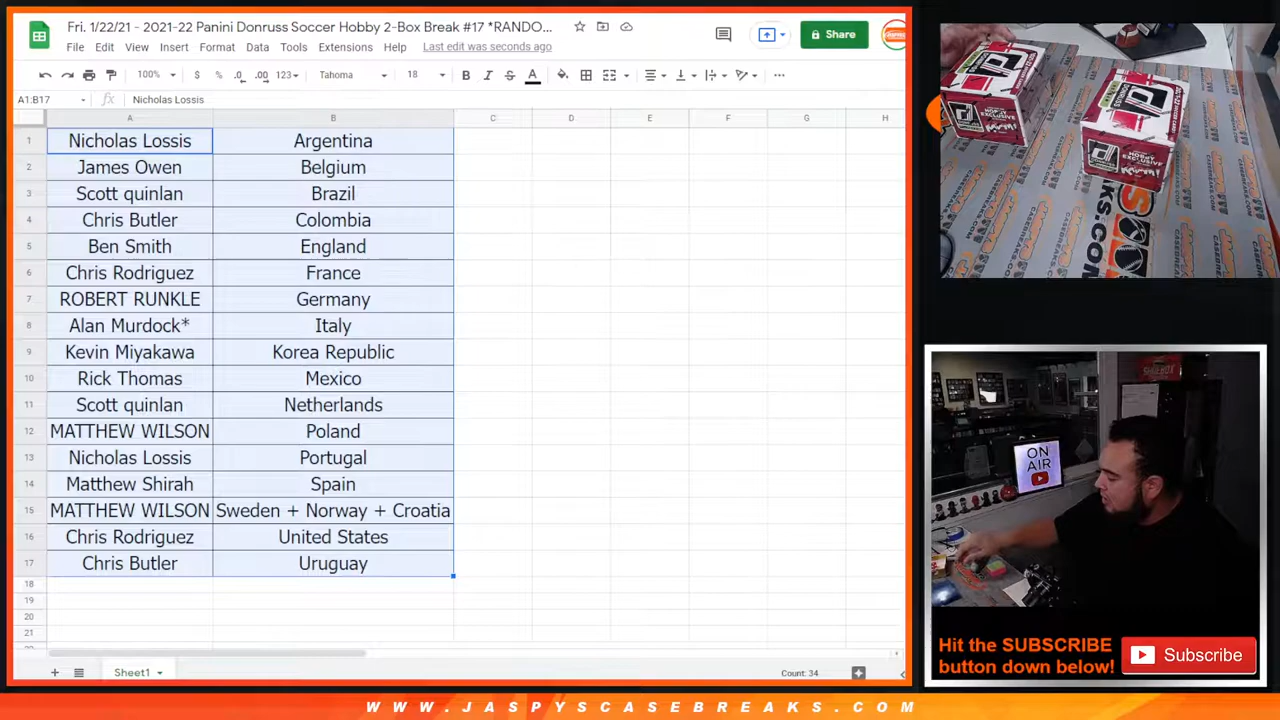 Fri. 1/22/21 - 2021-22 Panini Donruss Soccer Hobby 2-Box Break #17 *RANDO...
File Edit View Insert Format Data Tools Extensions Help Last edit was seconds ago
Share
100% $ % .0 .00 123 Tahoma 18 B I S A
A1:B17 fx Nicholas Lossis
A B C D E F G H
1 Nicholas Lossis Argentina
2 James Owen Belgium
3 Scott quinlan Brazil
4 Chris Butler Colombia
5 Ben Smith England
6 Chris Rodriguez France
7 ROBERT RUNKLE Germany
8 Alan Murdock* Italy
9 Kevin Miyakawa Korea Republic
10 Rick Thomas Mexico
11 Scott quinlan Netherlands
12 MATTHEW WILSON Poland
13 Nicholas Lossis Portugal
14 Matthew Shirah Spain
15 MATTHEW WILSON Sweden + Norway + Croatia
16 Chris Rodriguez United States
17 Chris Butler Uruguay
18
19
20
21
Sheet1
Count: 34
ON
AIR
Hit the SUBSCRIBE
button down below!
Subscribe
WWW.JASPYSCASEBREAKS.COM